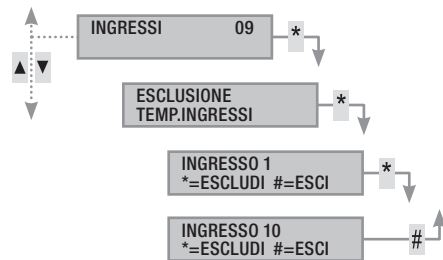 INGRESSI 09
*
▲ ▼
ESCLUSIONE
TEMP.INGRESSI
*
INGRESSO 1
*=ESCLUDI #=ESCI
*
INGRESSO 10
*=ESCLUDI #=ESCI
#